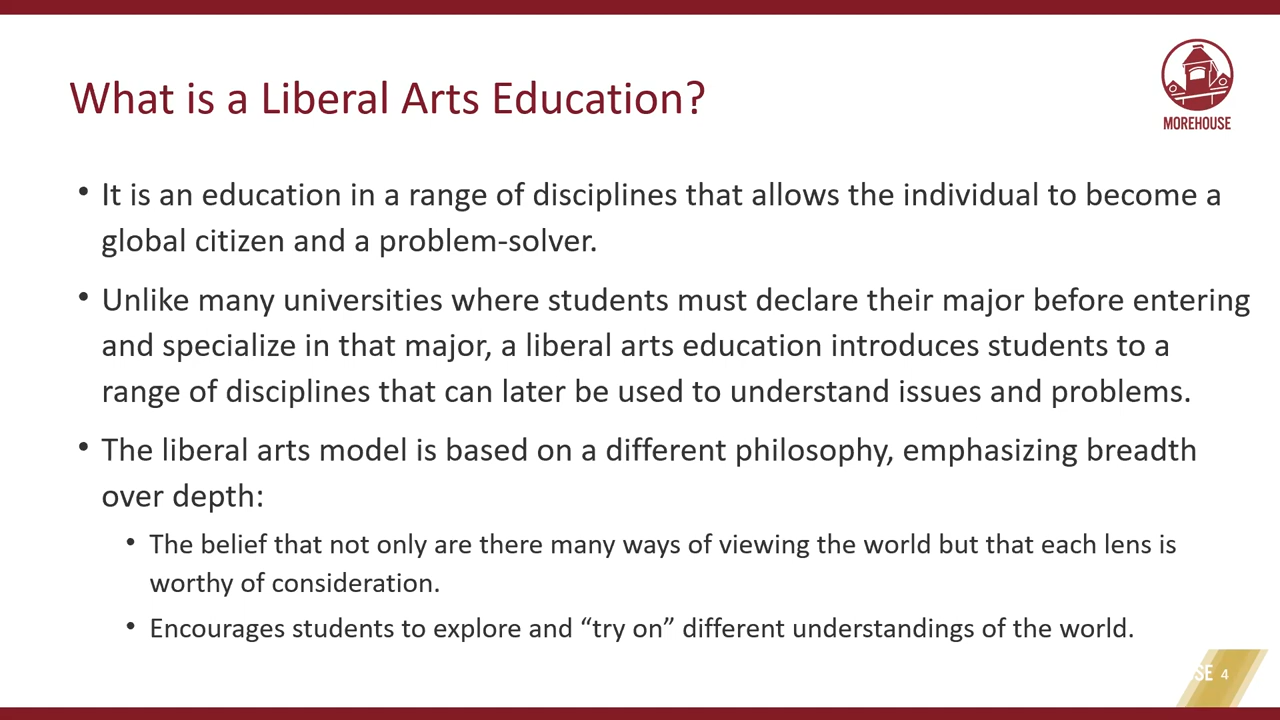 What is a Liberal Arts Education?
MOREHOUSE
• It is an education in a range of disciplines that allows the individual to become a
global citizen and a problem-solver.
• Unlike many universities where students must declare their major before entering
and specialize in that major, a liberal arts education introduces students to a
range of disciplines that can later be used to understand issues and problems.
• The liberal arts model is based on a different philosophy, emphasizing breadth
over depth:
• The belief that not only are there many ways of viewing the world but that each lens is
worthy of consideration.
• Encourages students to explore and “try on” different understandings of the world.
4